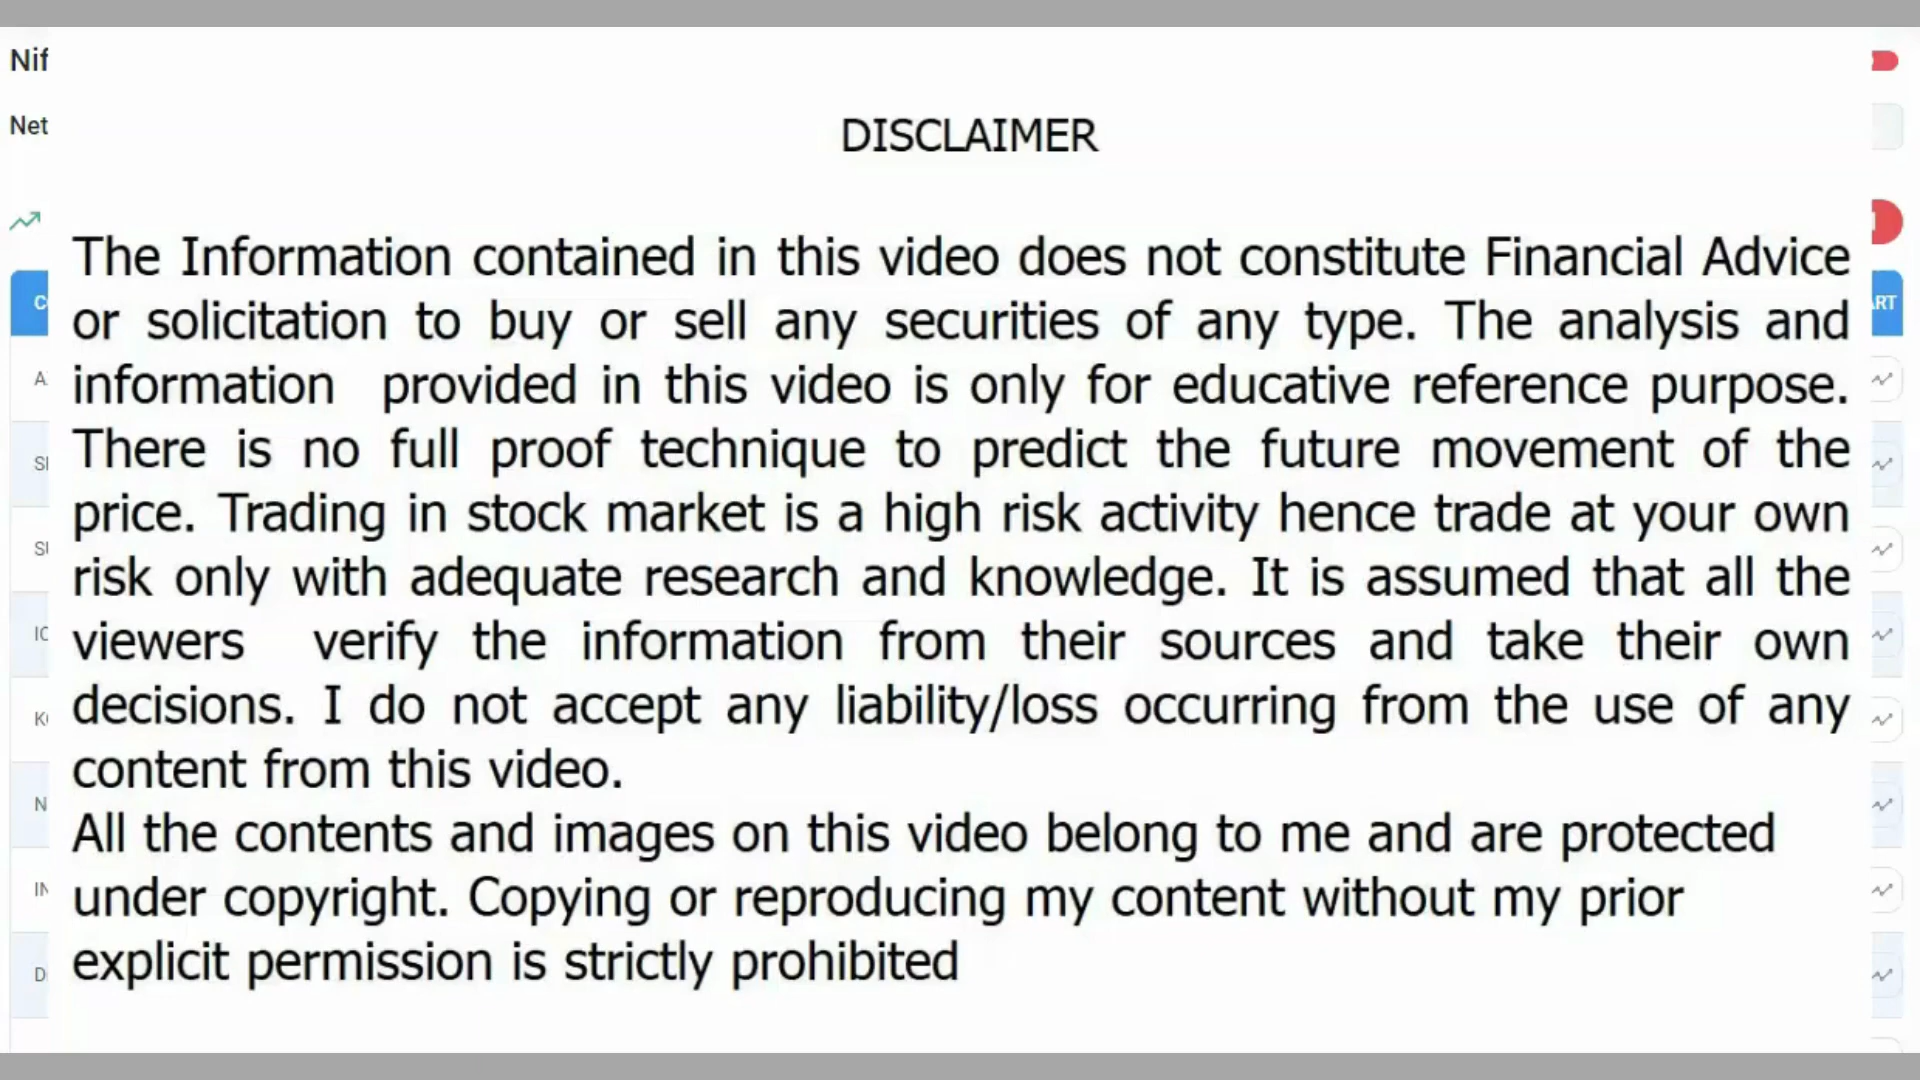 Nif
Net
DISCLAIMER
The Information contained in this video does not constitute Financial Advice
or solicitation to buy or sell any securities of any type. The analysis and
information provided in this video is only for educative reference purpose.
There is no full proof technique to predict the future movement of the
price. Trading in stock market is a high risk activity hence trade at your own
risk only with adequate research and knowledge. It is assumed that all the
viewers verify the information from their sources and take their own
decisions. I do not accept any liability/loss occurring from the use of any
content from this video.
All the contents and images on this video belong to me and are protected
under copyright. Copying or reproducing my content without my prior
explicit permission is strictly prohibited